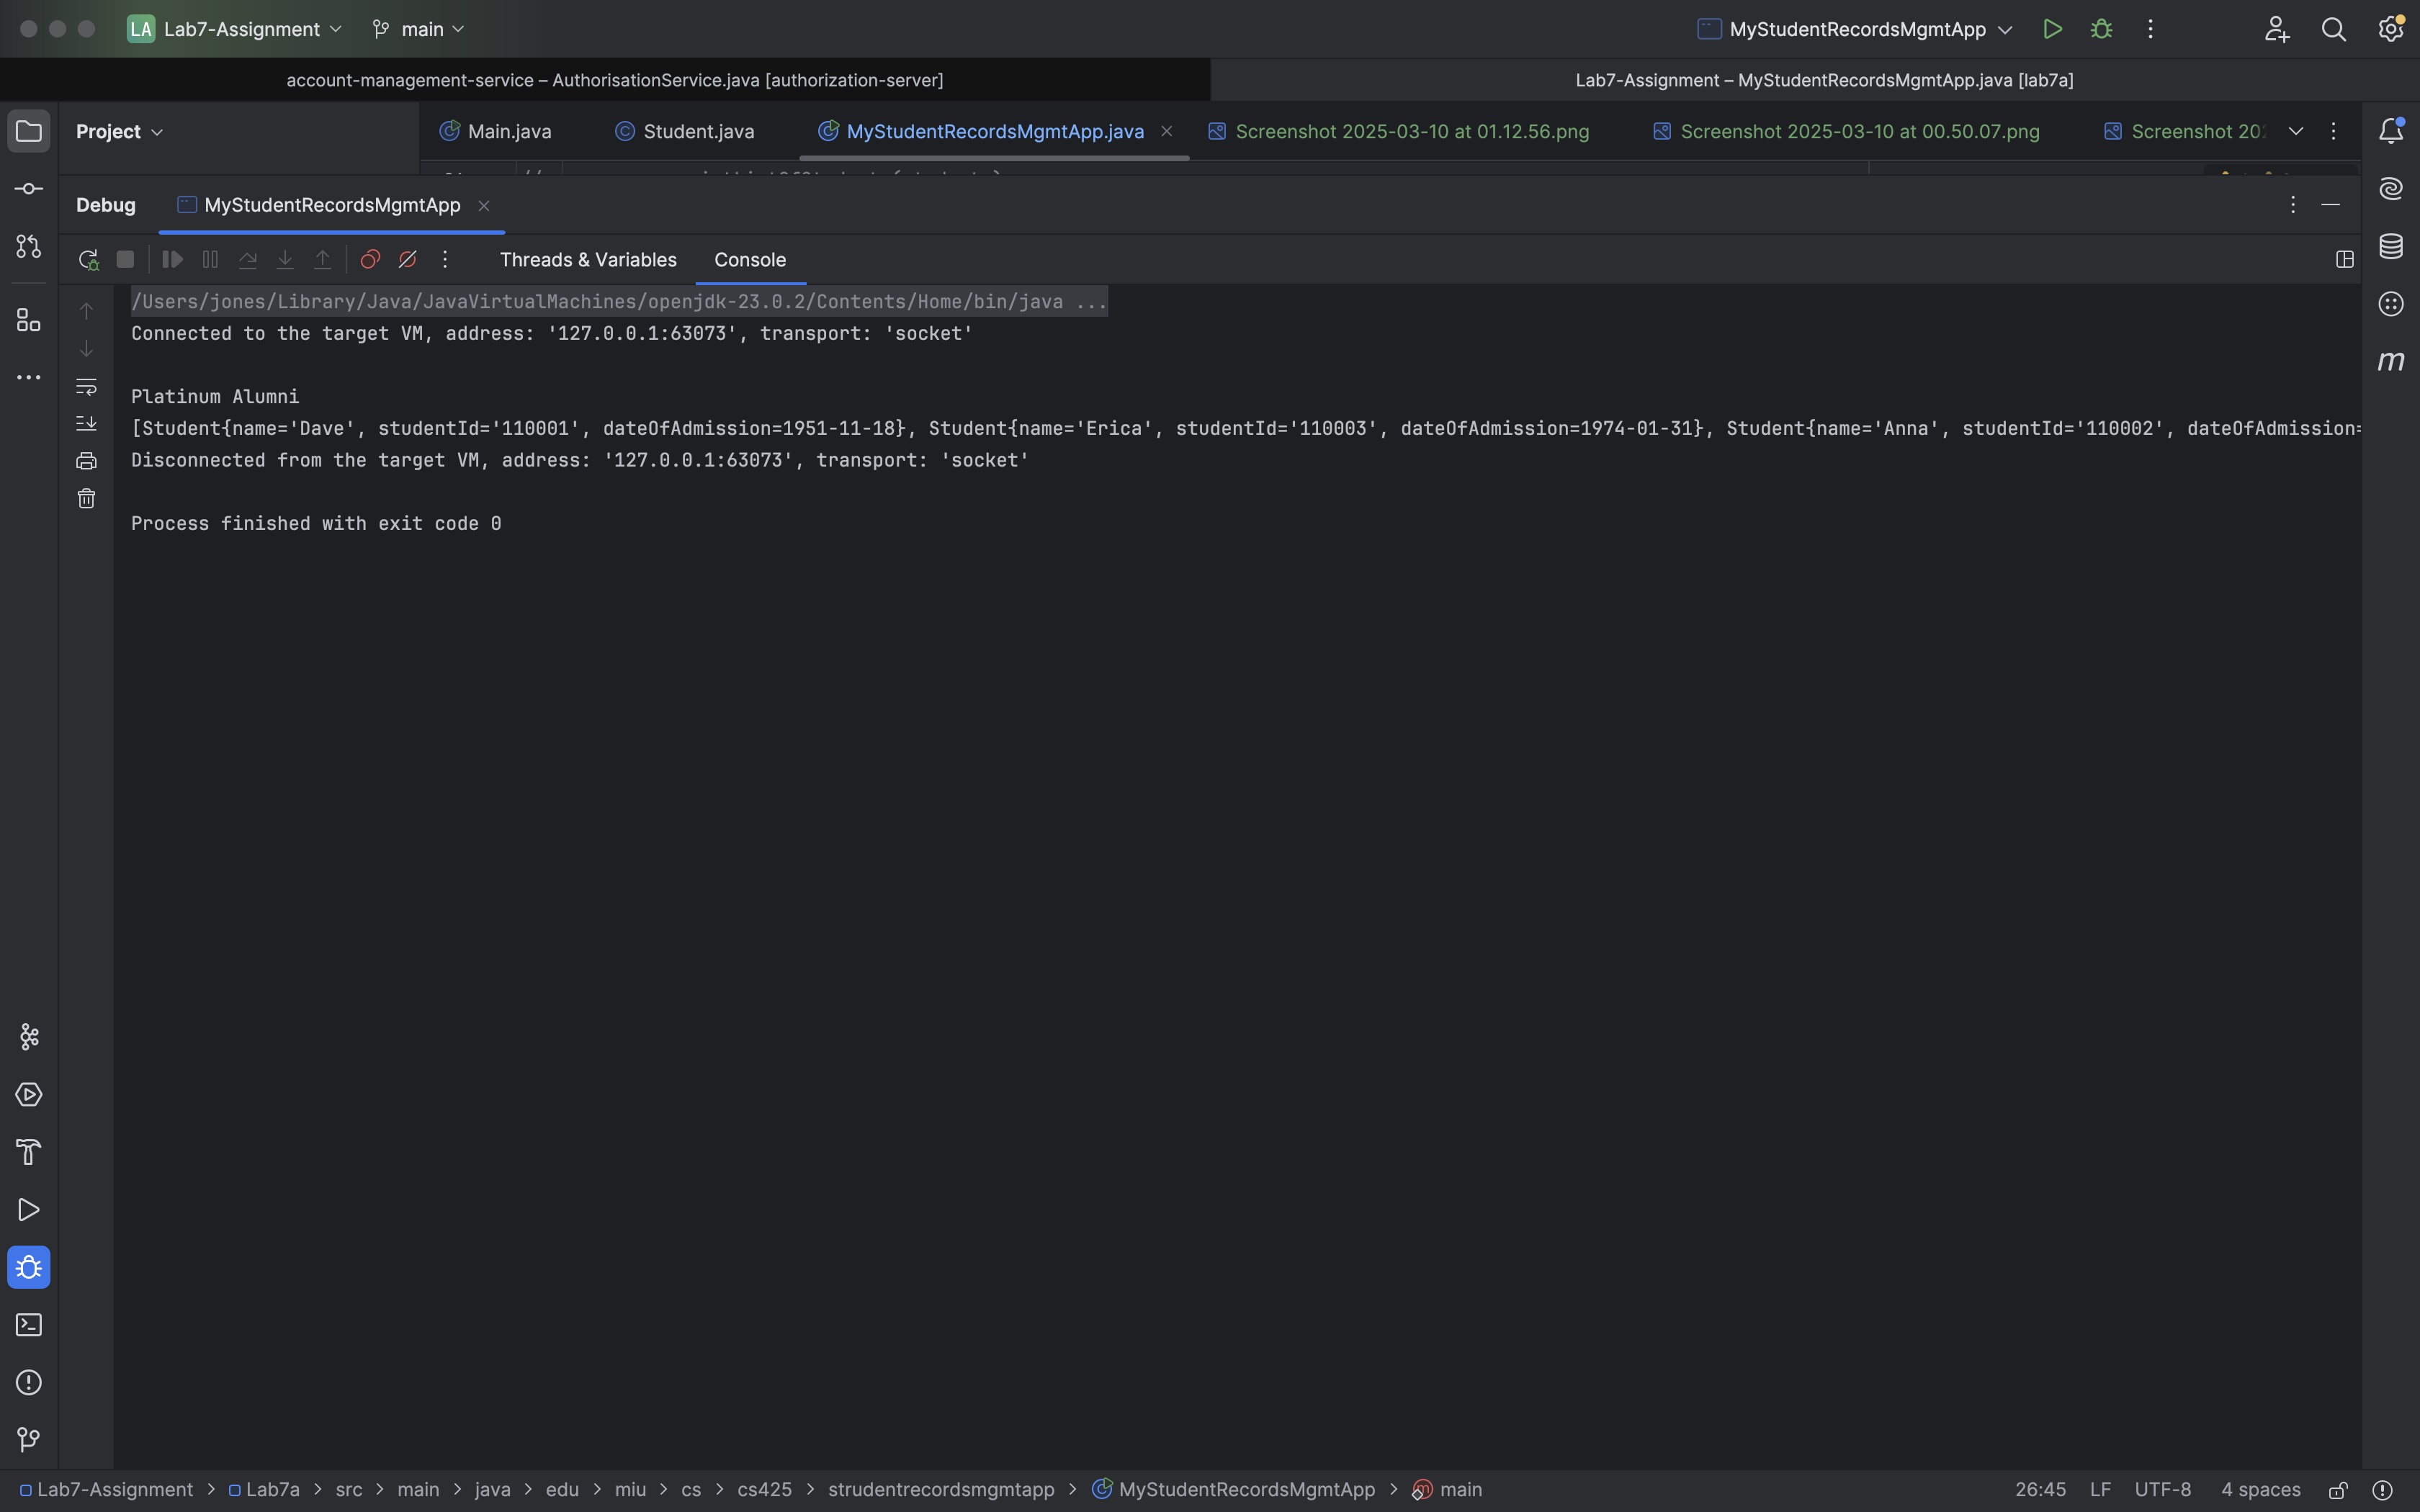 LA Lab7-Assignment main MyStudentRecordsMgmtApp
account-management-service – AuthorisationService.java [authorization-server] Lab7-Assignment – MyStudentRecordsMgmtApp.java [lab7a]
Project Main.java Student.java MyStudentRecordsMgmtApp.java Screenshot 2025-03-10 at 01.12.56.png Screenshot 2025-03-10 at 00.50.07.png Screenshot 202
Debug MyStudentRecordsMgmtApp
Threads & Variables Console
/Users/jones/Library/Java/JavaVirtualMachines/openjdk-23.0.2/Contents/Home/bin/java ...
Connected to the target VM, address: '127.0.0.1:63073', transport: 'socket'
Platinum Alumni
[Student{name='Dave', studentId='110001', dateOfAdmission=1951-11-18}, Student{name='Erica', studentId='110003', dateOfAdmission=1974-01-31}, Student{name='Anna', studentId='110002', dateOfAdmission=
Disconnected from the target VM, address: '127.0.0.1:63073', transport: 'socket'
Process finished with exit code 0
Lab7-Assignment > Lab7a > src > main > java > edu > miu > cs > cs425 > strudentrecordsmgmtapp > MyStudentRecordsMgmtApp > main 26:45 LF UTF-8 4 spaces